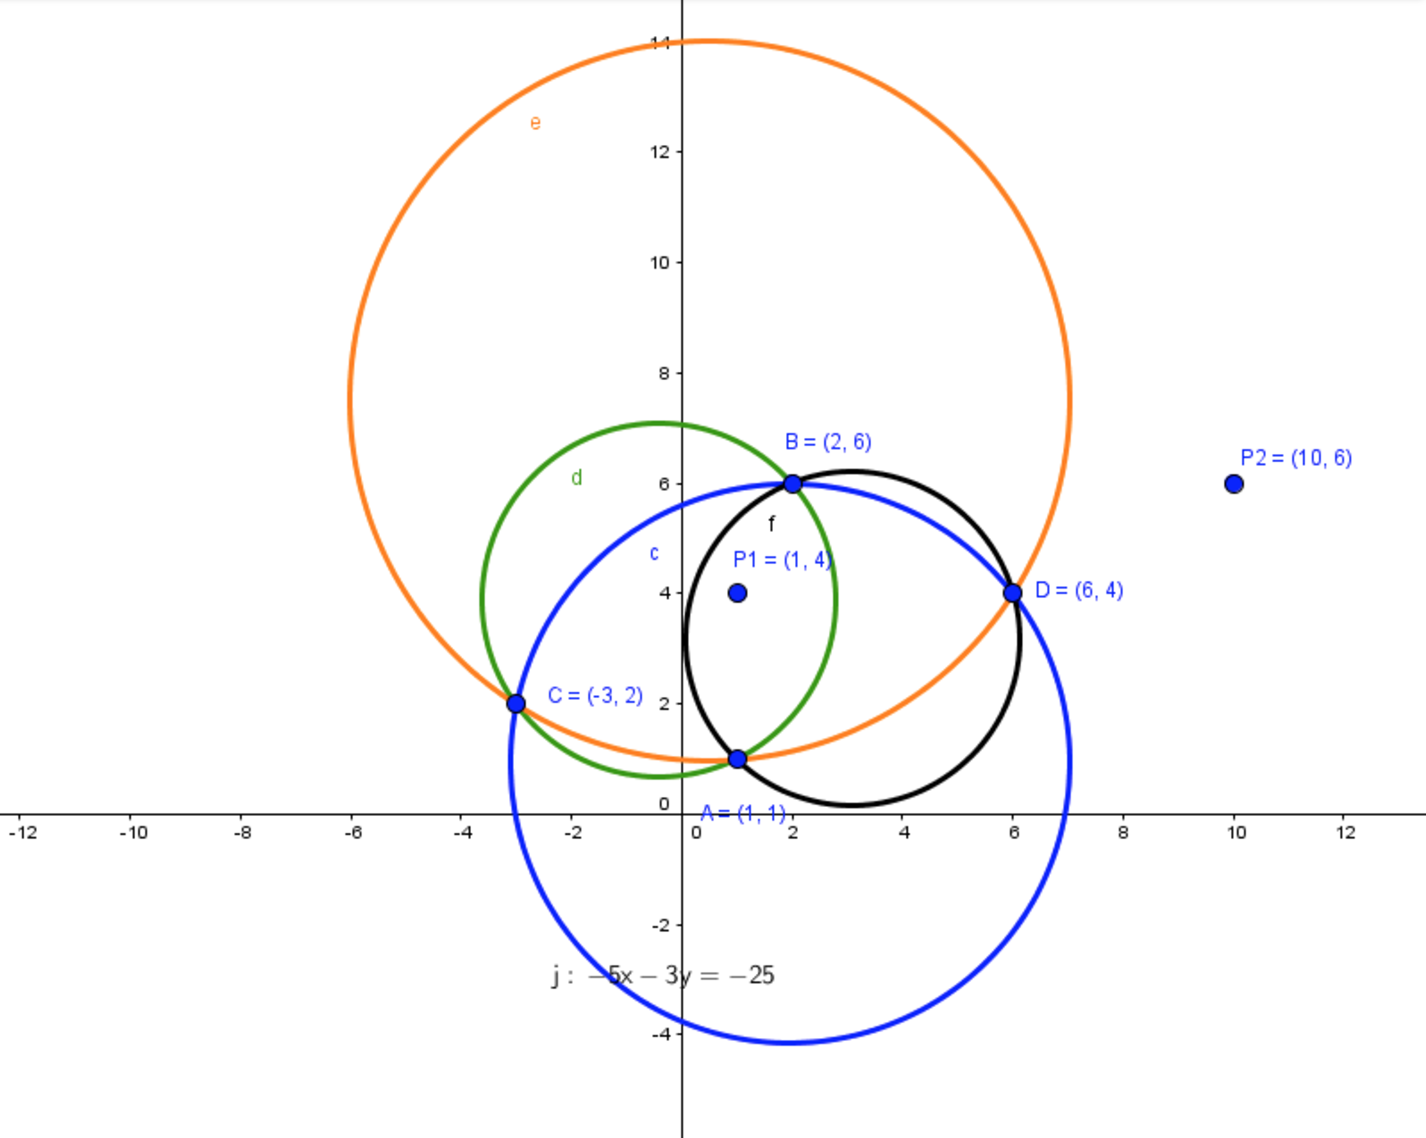 14
e
12
10
8
B = (2, 6)
P2 = (10, 6)
d
6
f
c
P1 = (1, 4)
4
D = (6, 4)
C = (-3, 2)
2
0
A = (1, 1)
-12 -10 -8 -6 -4 -2 0 2 4 6 8 10 12
-2
j : −5x − 3y = −25
-4